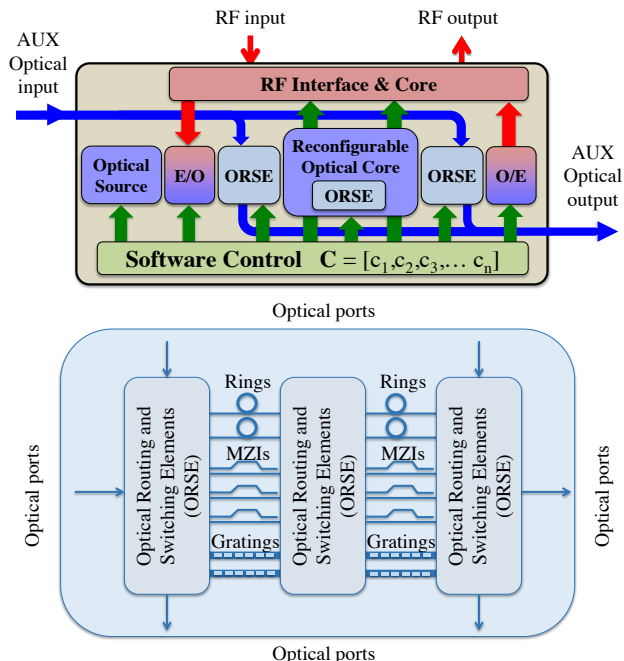 RF input
RF output
AUX
Optical
input
RF Interface & Core
Optical
Source
E/O
ORSE
Reconfigurable
Optical Core
ORSE
ORSE
O/E
AUX
Optical
output
Software Control C = [c1,c2,c3,... cn]
Optical ports
Optical ports
Optical Routing and
Switching Elements
(ORSE)
Rings
MZIs
Gratings
Optical Routing and
Switching Elements
(ORSE)
Rings
MZIs
Gratings
Optical Routing and
Switching Elements
(ORSE)
Optical ports
Optical ports